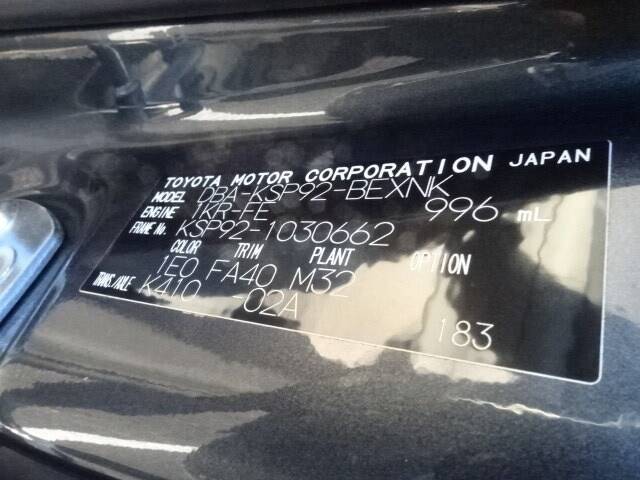 TOYOTA MOTOR CORPORATION JAPAN
MODEL DBA-KSP92-BEXNK
ENGINE 1KR-FE 996 mL
FRAME No. KSP92-1030662
COLOR TRIM PLANT OPTION
1E0 FA40 M32
TRANS./AXLE K410 -02A
183